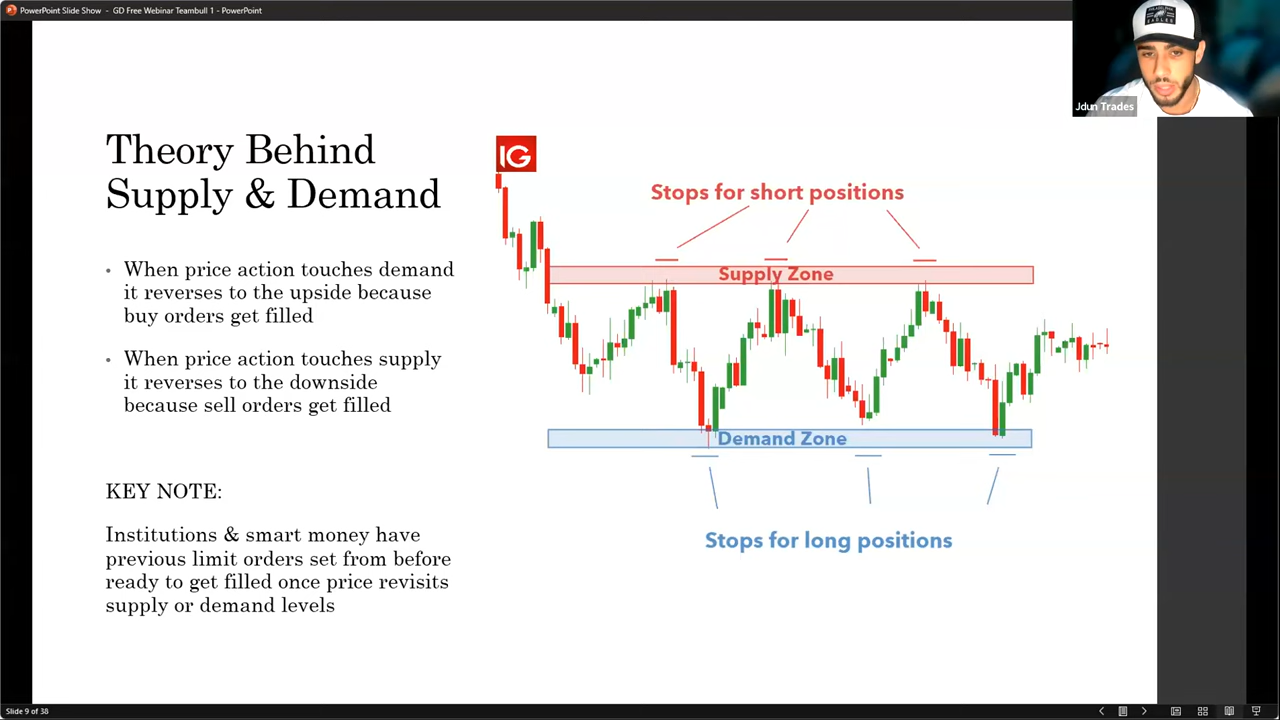 PowerPoint Slide Show - GD Free Webinar Teambull 1 - PowerPoint
PHILADELPHIA
EAGLES
Jdun Trades
Theory Behind
Supply & Demand
• When price action touches demand
it reverses to the upside because
buy orders get filled
• When price action touches supply
it reverses to the downside
because sell orders get filled
KEY NOTE:
Institutions & smart money have
previous limit orders set from before
ready to get filled once price revisits
supply or demand levels
IG
Stops for short positions
Supply Zone
Demand Zone
Stops for long positions
Slide 9 of 38